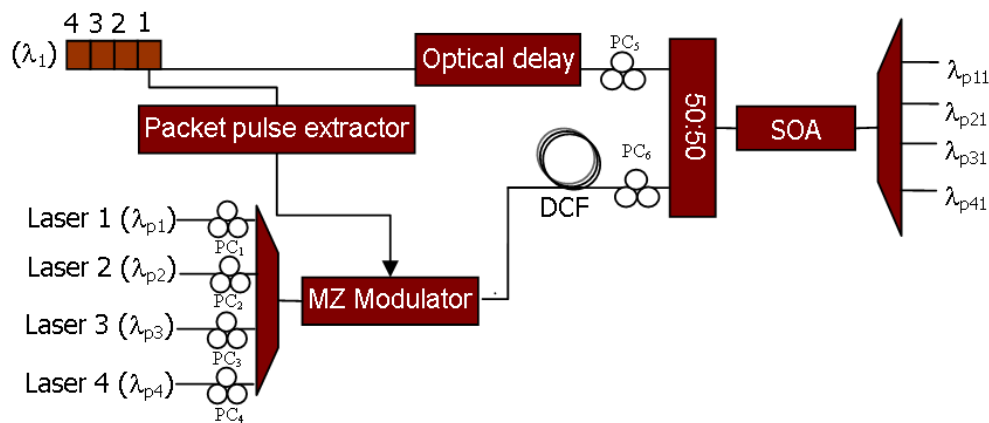 4 3 2 1
(λ1)
Optical delay
PC5
50:50
SOA
λp11
λp21
λp31
λp41
Packet pulse extractor
PC6
DCF
Laser 1 (λp1)
PC1
Laser 2 (λp2)
PC2
MZ Modulator
Laser 3 (λp3)
PC3
Laser 4 (λp4)
PC4